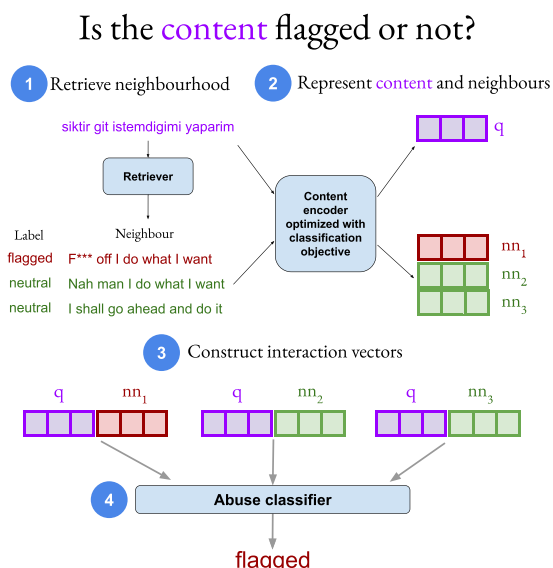 Is the content flagged or not?
1 Retrieve neighbourhood
2 Represent content and neighbours
siktir git istemdigimi yaparim
q
Retriever
Content
encoder
optimized with
classification
objective
Label Neighbour
flagged F*** off I do what I want
neutral Nah man I do what I want
neutral I shall go ahead and do it
nn1
nn2
nn3
3 Construct interaction vectors
q nn1 q nn2 q nn3
4 Abuse classifier
flagged